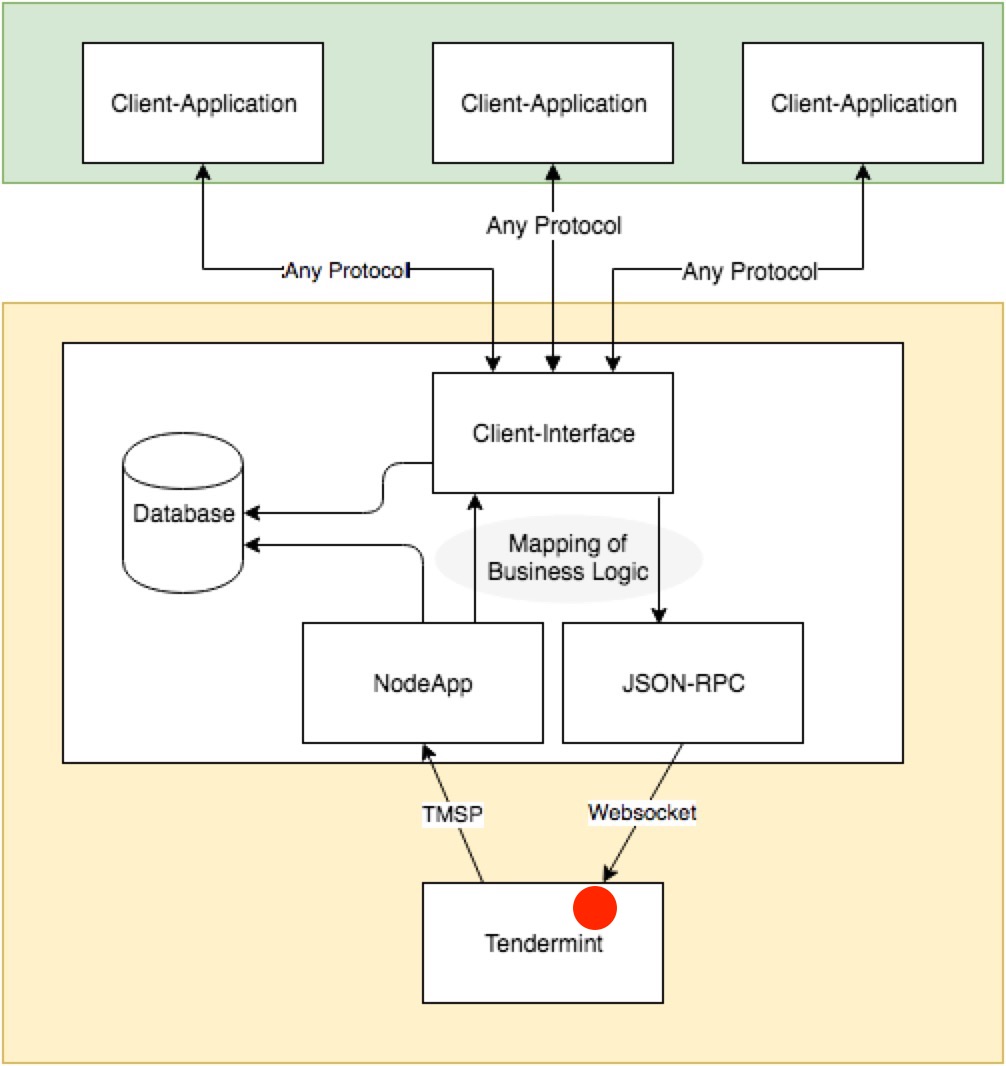 Client-Application
Client-Application
Client-Application
Any Protocol
Any Protocol
Any Protocol
Client-Interface
Database
Mapping of
Business Logic
NodeApp
JSON-RPC
TMSP
Websocket
Tendermint